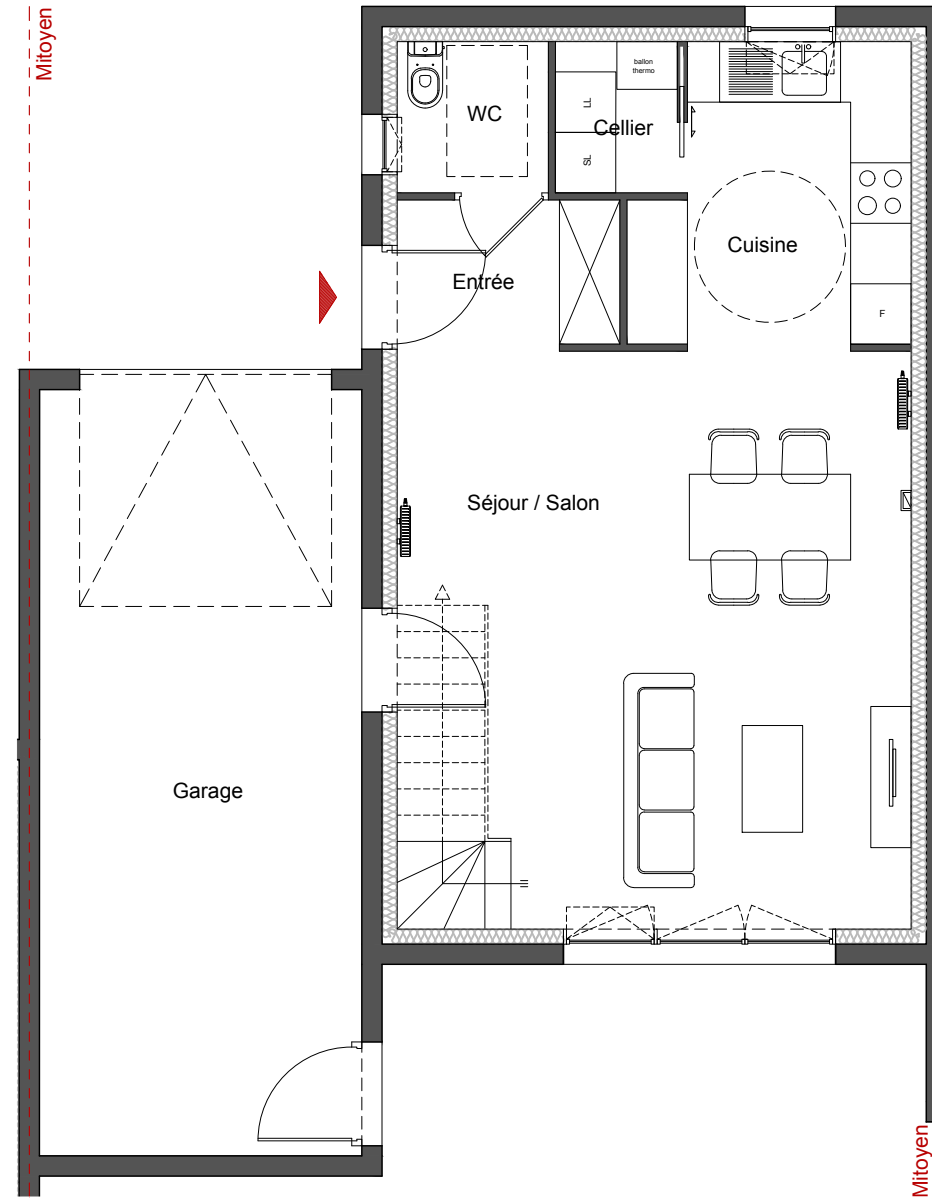 Mitoyen
WC
ballon
thermo
LL
Cellier
SL
Cuisine
Entrée
F
Séjour / Salon
Garage
Mitoyen